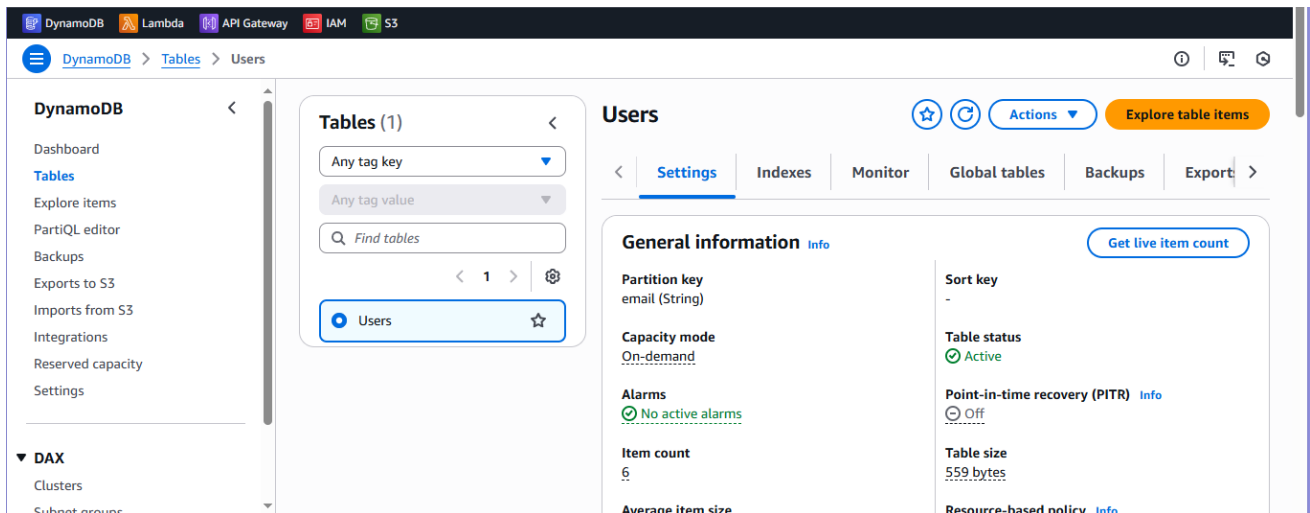 DynamoDB Lambda API Gateway IAM S3
DynamoDB > Tables > Users
DynamoDB
Dashboard
Tables
Explore items
PartiQL editor
Backups
Exports to S3
Imports from S3
Integrations
Reserved capacity
Settings
DAX
Clusters
Subnet groups
Tables (1)
Any tag key
Any tag value
Find tables
1
Users
Users
Actions
Explore table items
Settings Indexes Monitor Global tables Backups Exports
General information Info
Get live item count
Partition key
email (String)
Sort key
-
Capacity mode
On-demand
Table status
Active
Alarms
No active alarms
Point-in-time recovery (PITR) Info
Off
Item count
6
Table size
559 bytes
Average item size
Resource-based policy Info